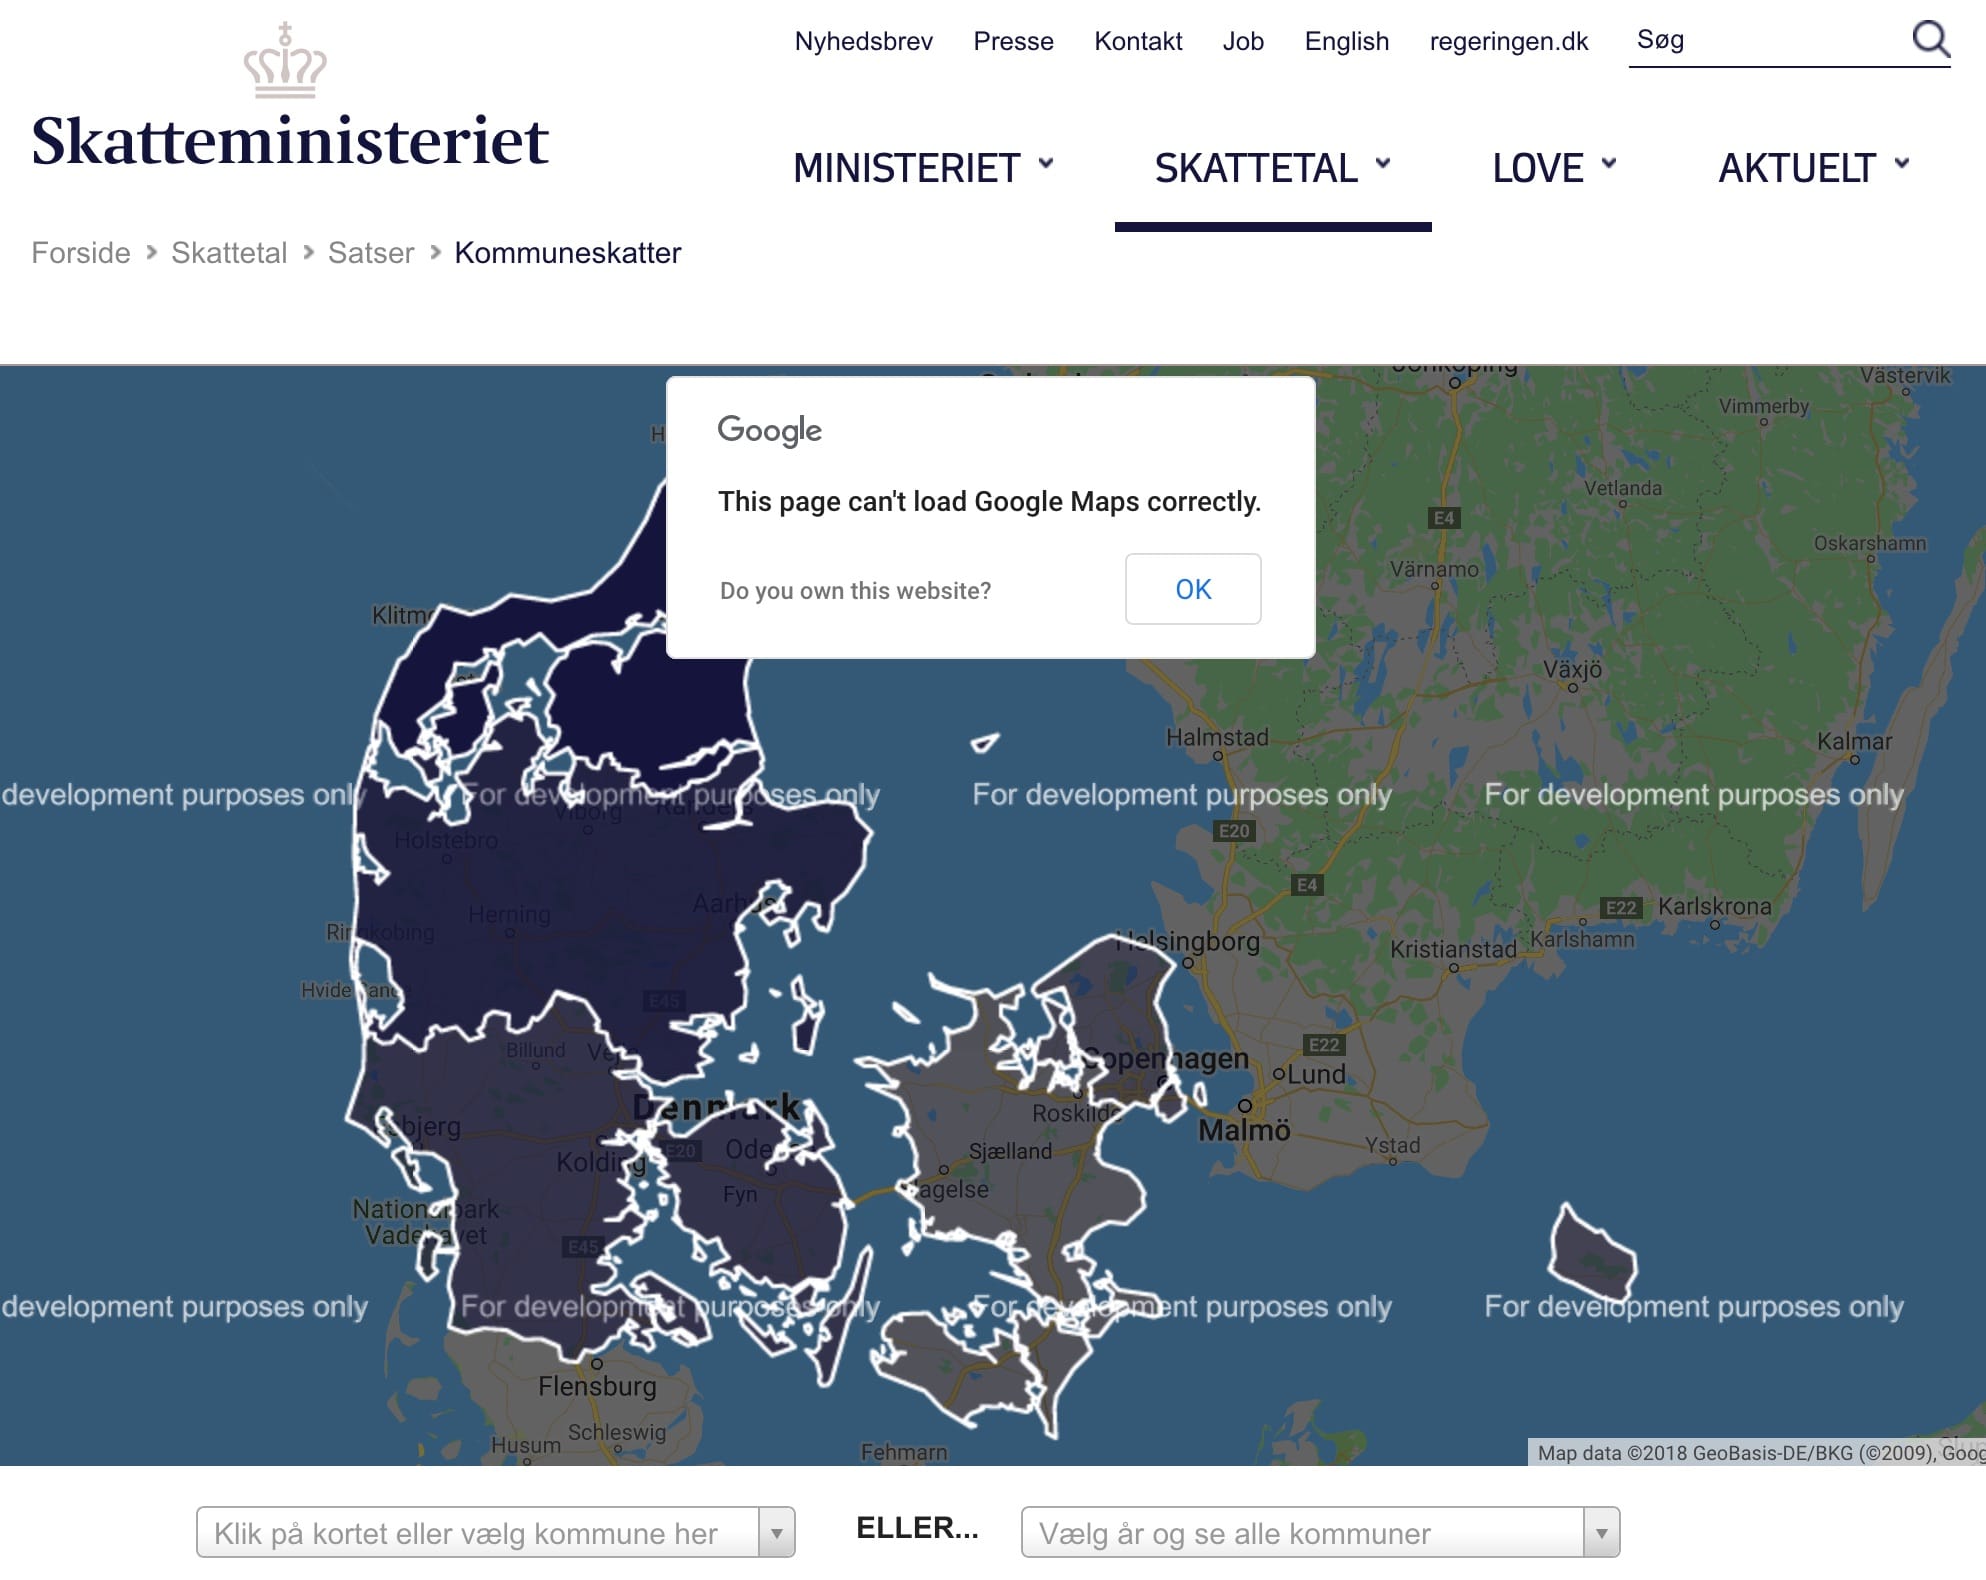 Nyhedsbrev Presse Kontakt Job English regeringen.dk Søg
Skatteministeriet
MINISTERIET SKATTETAL LOVE AKTUELT
Forside Skattetal Satser Kommuneskatter
Västervik
Vimmerby
Google
This page can't load Google Maps correctly.
Do you own this website? OK
Vetlanda
E4
Oskarshamn
Värnamo
Klitm
Växjö
Halmstad
Kalmar
development purposes only For development purposes only For development purposes only For development purposes only
Viborg
Randers
E20
Holstebro
E4
Aarhus
Herning
E22 Karlskrona
Ringkobing
Helsingborg
Kristianstad Karlshamn
Hvide Sande
E45
Billund
E22
Copenhagen
Lund
Denmark
Roskilde
Esbjerg
Malmö
Ystad
E20
Sjælland
Kolding
Fyn
Slagelse
Nationalpark
Vadehavet
E45
development purposes only For development purposes only For development purposes only For development purposes only
Flensburg
Schleswig
Husum
Fehmarn
Map data ©2018 GeoBasis-DE/BKG (©2009), Goog
Klik på kortet eller vælg kommune her ELLER... Vælg år og se alle kommuner